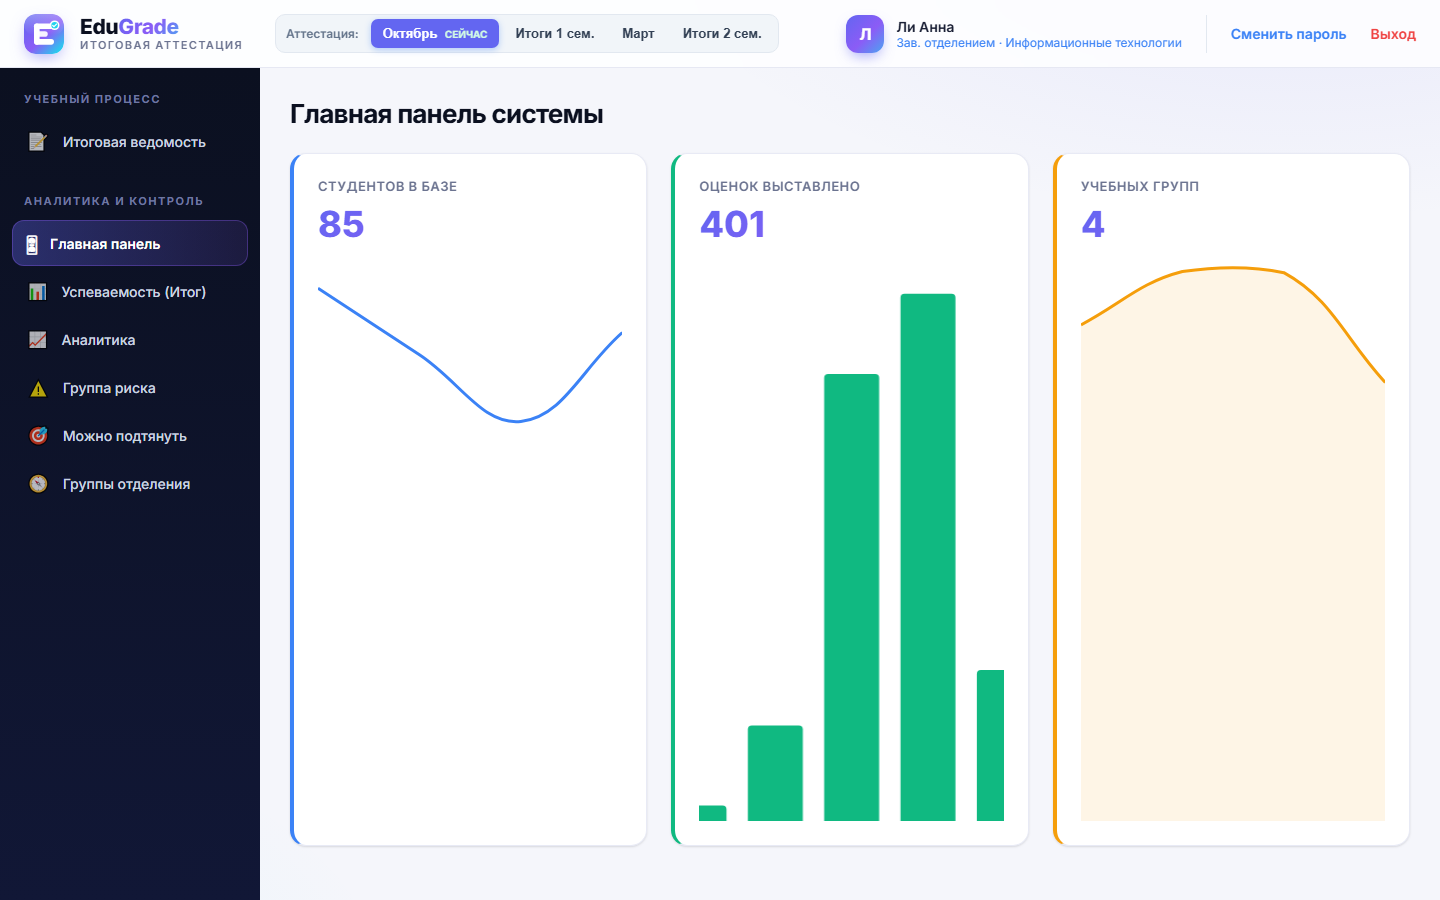 EduGrade
ИТОГОВАЯ АТТЕСТАЦИЯ
Аттестация:
Октябрь СЕЙЧАС
Итоги 1 сем.
Март
Итоги 2 сем.
Л
Ли Анна
Зав. отделением · Информационные технологии
Сменить пароль
Выход
УЧЕБНЫЙ ПРОЦЕСС
Итоговая ведомость
АНАЛИТИКА И КОНТРОЛЬ
Главная панель
Успеваемость (Итог)
Аналитика
Группа риска
Можно подтянуть
Группы отделения
Главная панель системы
СТУДЕНТОВ В БАЗЕ
85
ОЦЕНОК ВЫСТАВЛЕНО
401
УЧЕБНЫХ ГРУПП
4